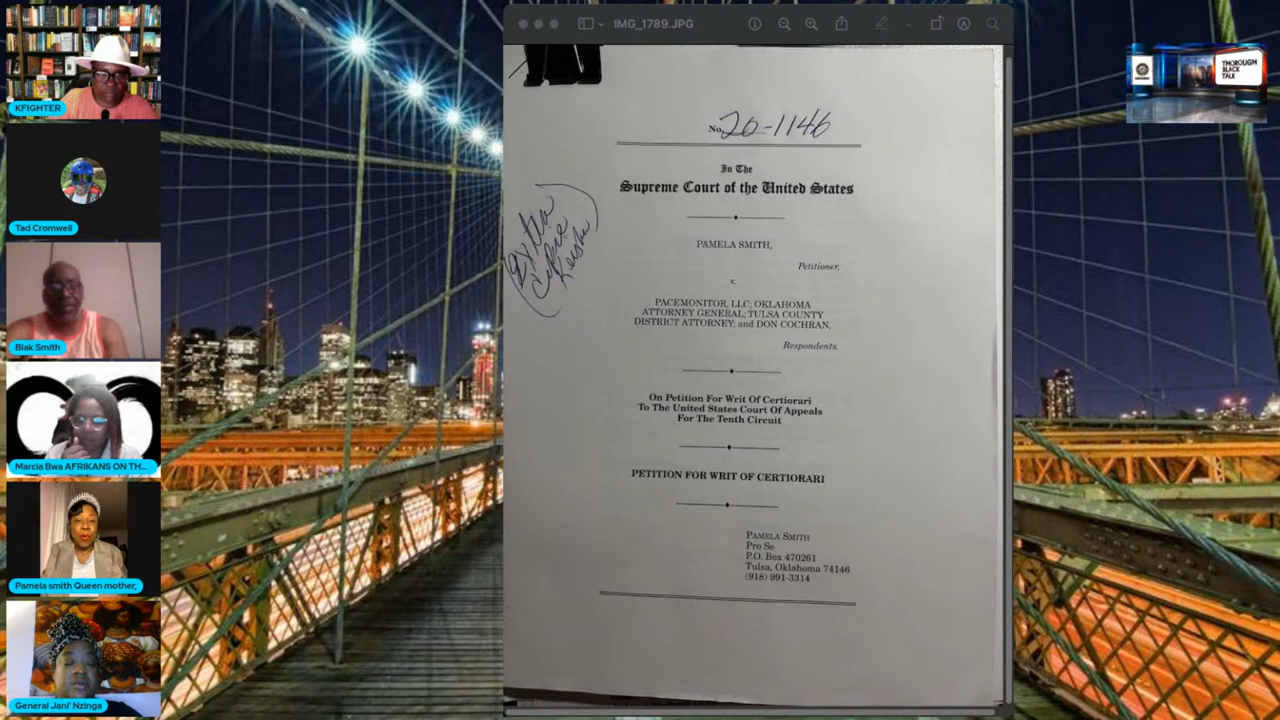 KFIGHTER
Tad Cromwell
Blak Smith
Marcia Bwa AFRIKANS ON TH...
Pamela smith Queen mother,
General Jani' Nzinga
IMG_1789.JPG
No. 20-1146
In The
Supreme Court of the United States
PAMELA SMITH,
Petitioner,
v.
PACEMONITOR, LLC; OKLAHOMA
ATTORNEY GENERAL; TULSA COUNTY
DISTRICT ATTORNEY; and DON COCHRAN,
Respondents.
On Petition For Writ Of Certiorari
To The United States Court Of Appeals
For The Tenth Circuit
PETITION FOR WRIT OF CERTIORARI
PAMELA SMITH
Pro Se
P.O. Box 470261
Tulsa, Oklahoma 74146
(918) 991-3314
Extra
THOROUGH
BLACK
TALK